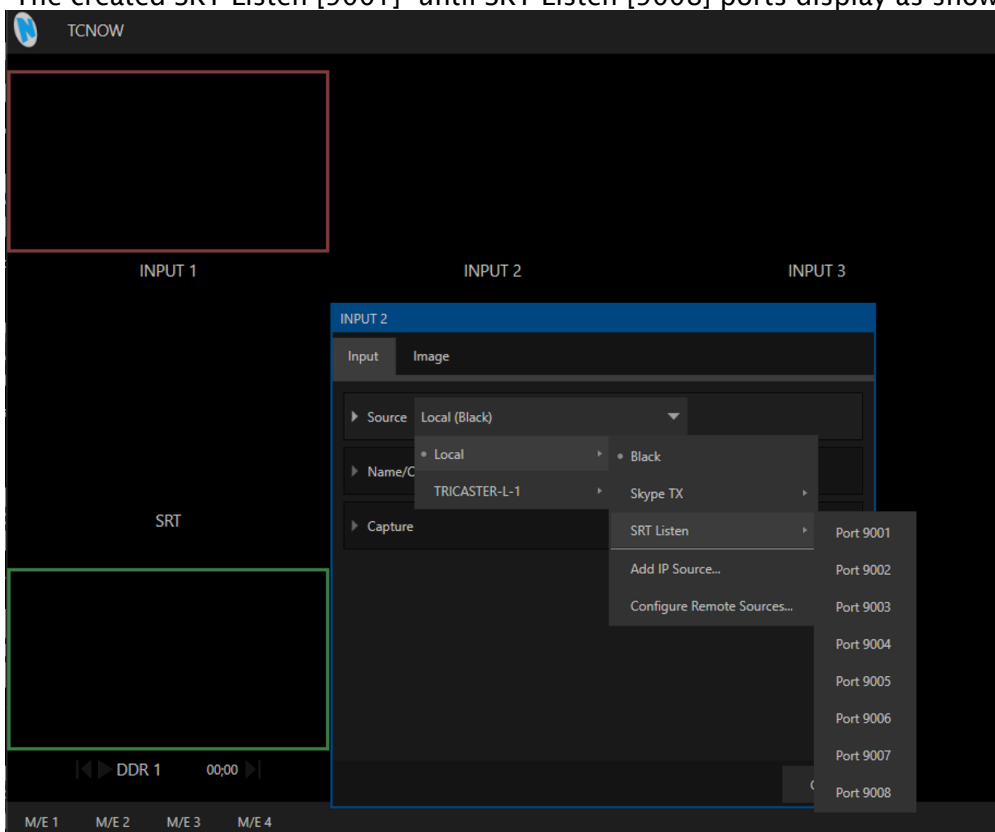 The created SRT Listen [9001] until SRT Listen [9008] ports display as show
TCNOW
INPUT 1
INPUT 2
INPUT 3
INPUT 2
Input
Image
Source
Local (Black)
Local
Black
Name/C
TRICASTER-L-1
Skype TX
SRT
Capture
SRT Listen
Port 9001
Add IP Source...
Port 9002
Configure Remote Sources...
Port 9003
Port 9004
Port 9005
Port 9006
Port 9007
Port 9008
DDR 1
00;00
M/E 1
M/E 2
M/E 3
M/E 4